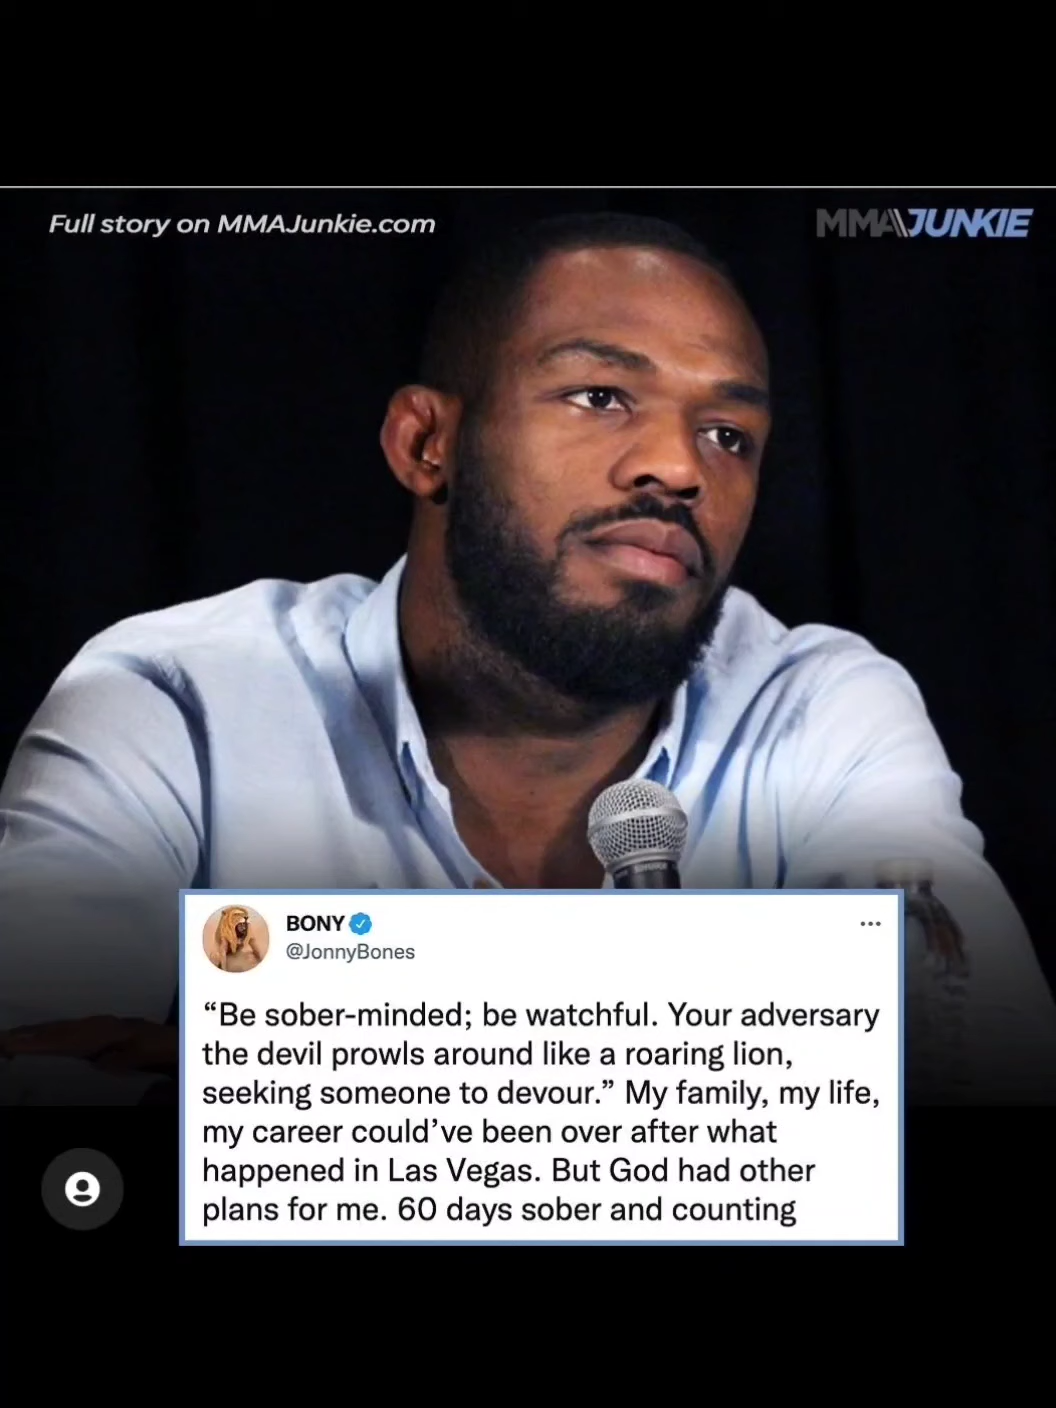 Full story on MMAJunkie.com
MMA\\JUNKIE
BONY
@JonnyBones
“Be sober-minded; be watchful. Your adversary
the devil prowls around like a roaring lion,
seeking someone to devour.” My family, my life,
my career could’ve been over after what
happened in Las Vegas. But God had other
plans for me. 60 days sober and counting